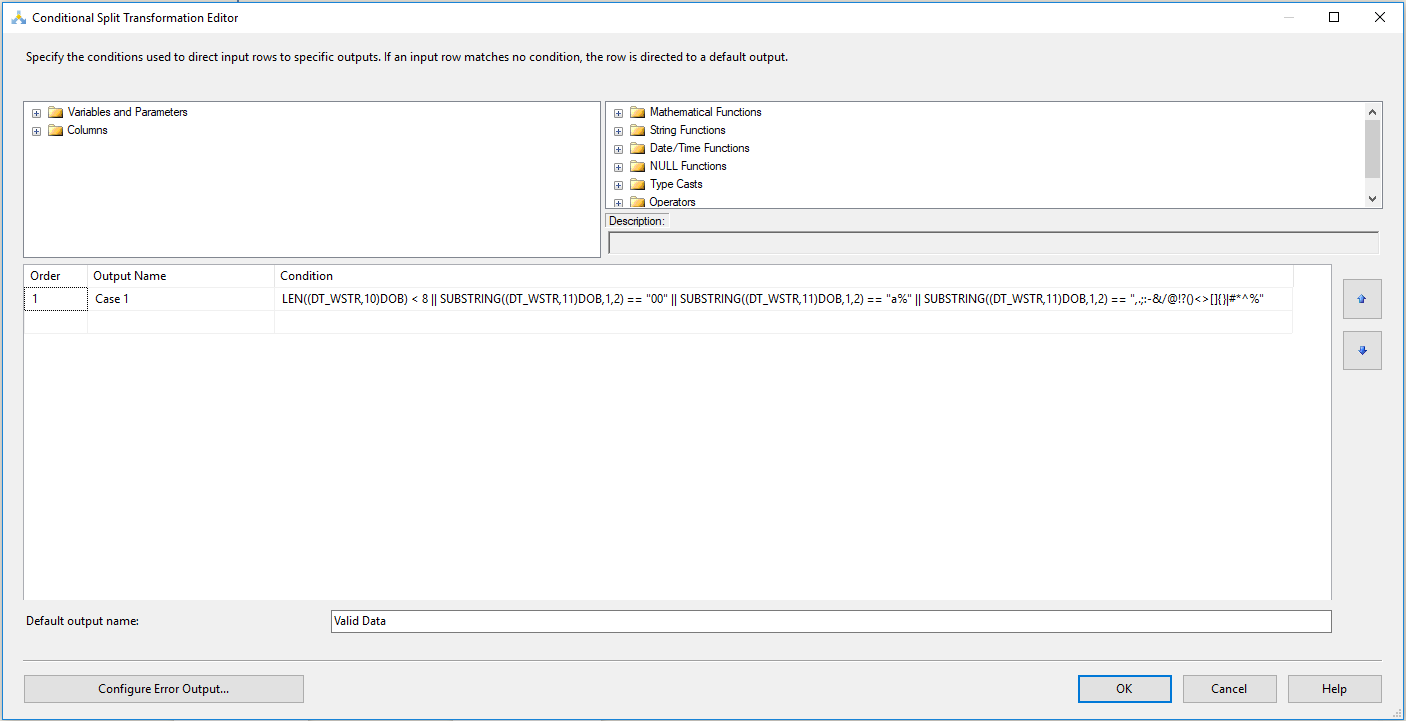 Conditional Split Transformation Editor
Specify the conditions used to direct input rows to specific outputs. If an input row matches no condition, the row is directed to a default output.
Variables and Parameters
Columns
Mathematical Functions
String Functions
Date/Time Functions
NULL Functions
Type Casts
Operators
Description:
Order Output Name Condition
1 Case 1 LEN((DT_WSTR,10)DOB) < 8 || SUBSTRING((DT_WSTR,11)DOB,1,2) == "00" || SUBSTRING((DT_WSTR,11)DOB,1,2) == "a%" || SUBSTRING((DT_WSTR,11)DOB,1,2) == ",.;:-&/@!?()<>[]{}|#*^%"
Default output name: Valid Data
Configure Error Output... OK Cancel Help